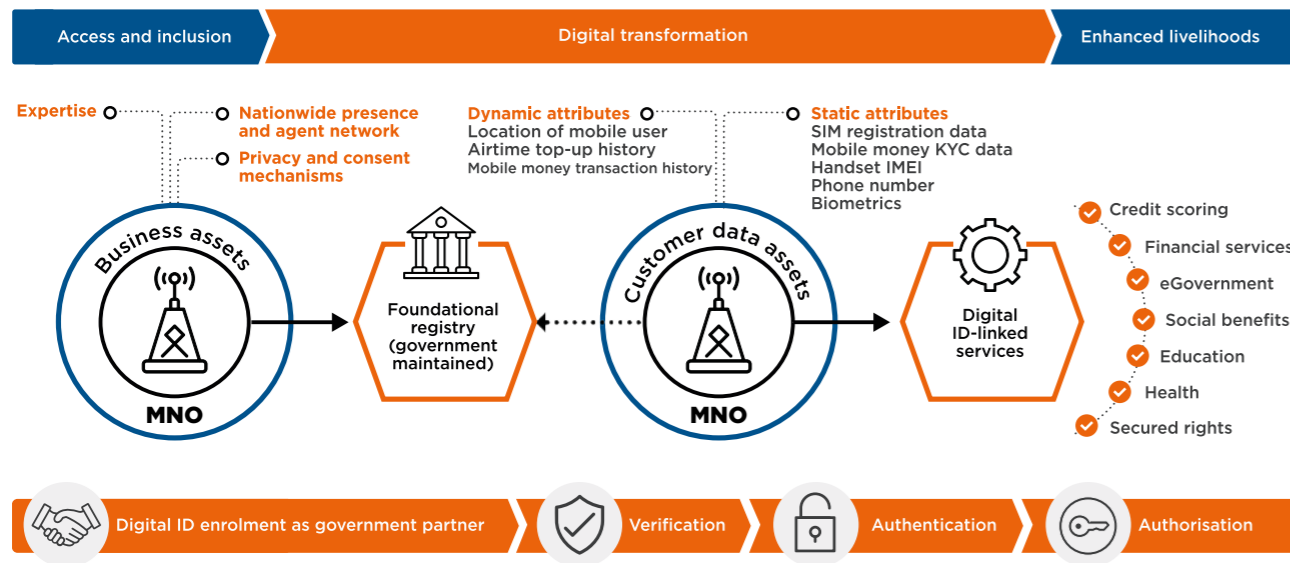 Access and inclusion
Digital transformation
Enhanced livelihoods
Expertise
Nationwide presence
and agent network
Privacy and consent
mechanisms
Dynamic attributes
Location of mobile user
Airtime top-up history
Mobile money transaction history
Static attributes
SIM registration data
Mobile money KYC data
Handset IMEI
Phone number
Biometrics
Business assets
MNO
Foundational
registry
(government
maintained)
Customer data assets
MNO
Digital
ID-linked
services
Credit scoring
Financial services
eGovernment
Social benefits
Education
Health
Secured rights
Digital ID enrolment as government partner
Verification
Authentication
Authorisation